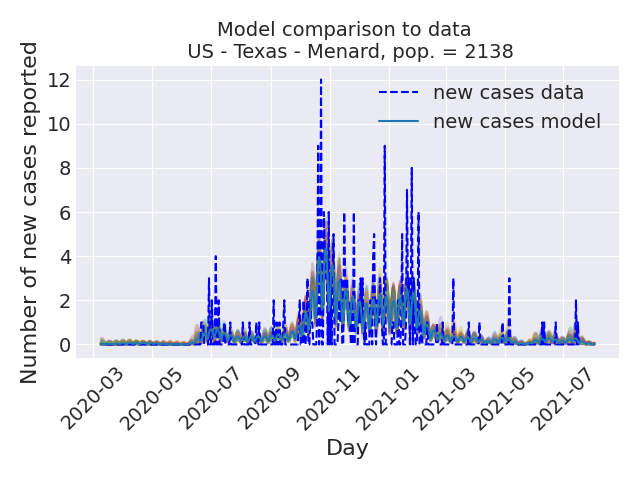 Model comparison to data
US - Texas - Menard, pop. = 2138
Number of new cases reported
12
10
8
6
4
2
0
new cases data
new cases model
2020-03
2020-05
2020-07
2020-09
2020-11
2021-01
2021-03
2021-05
2021-07
Day